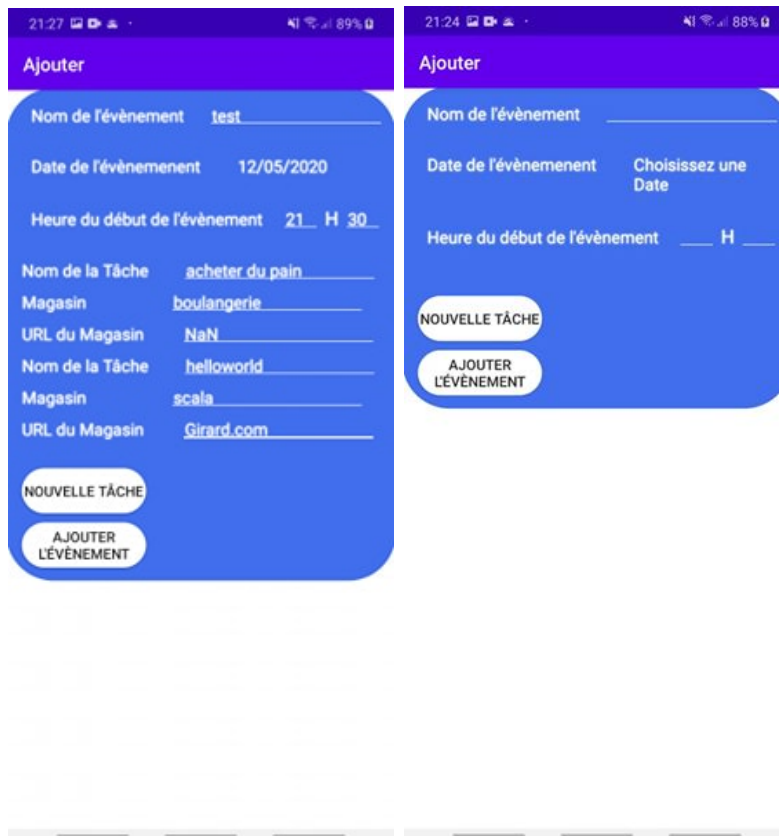 21:27
89%
Ajouter
Nom de l'évènement test
Date de l'évènemenent 12/05/2020
Heure du début de l'évènement 21 H 30
Nom de la Tâche acheter du pain
Magasin boulangerie
URL du Magasin NaN
Nom de la Tâche helloworld
Magasin scala
URL du Magasin Girard.com
NOUVELLE TÂCHE
AJOUTER
L'ÉVÈNEMENT
21:24
88%
Ajouter
Nom de l'évènement
Date de l'évènemenent Choisissez une
Date
Heure du début de l'évènement H
NOUVELLE TÂCHE
AJOUTER
L'ÉVÈNEMENT